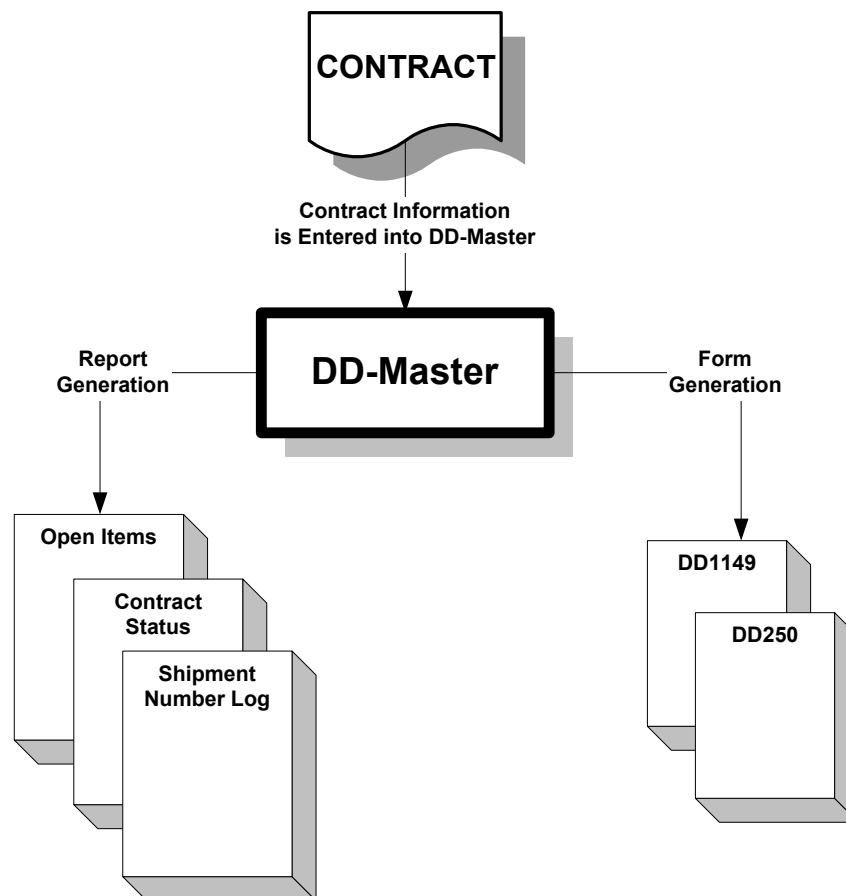 CONTRACT
Contract Information
is Entered into DD-Master
DD-Master
Report
Generation
Form
Generation
Open Items
Contract
Status
Shipment
Number Log
DD1149
DD250